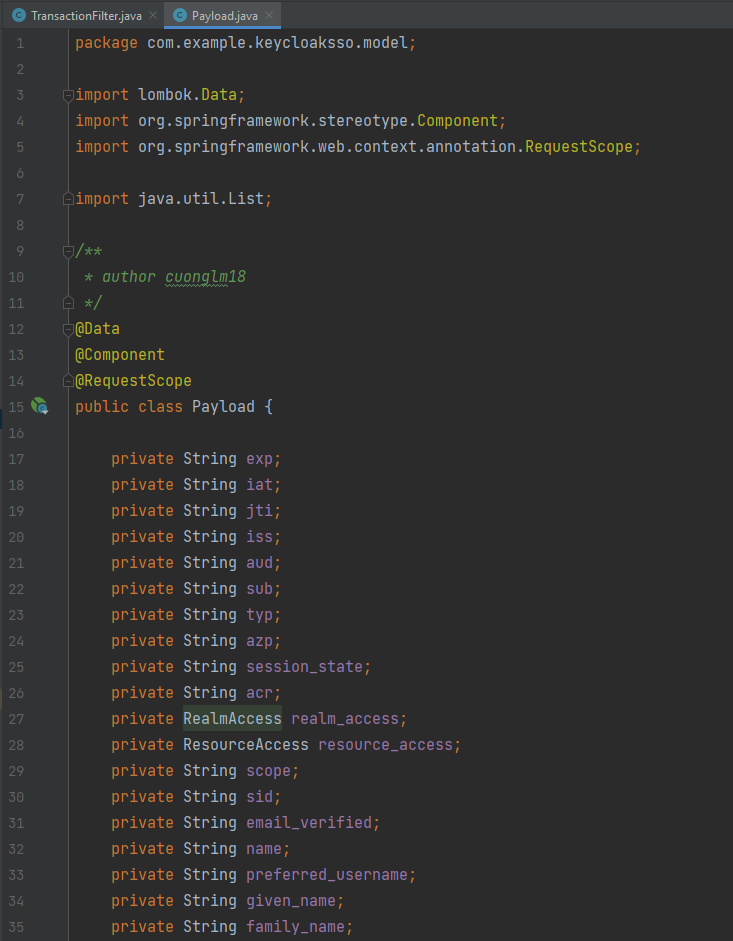 TransactionFilter.java Payload.java
1 package com.example.keycloaksso.model;
2
3 import lombok.Data;
4 import org.springframework.stereotype.Component;
5 import org.springframework.web.context.annotation.RequestScope;
6
7 import java.util.List;
8
9 /**
10 * author cuonglm18
11 */
12 @Data
13 @Component
14 @RequestScope
15 public class Payload {
16
17 private String exp;
18 private String iat;
19 private String jti;
20 private String iss;
21 private String aud;
22 private String sub;
23 private String typ;
24 private String azp;
25 private String session_state;
26 private String acr;
27 private RealmAccess realm_access;
28 private ResourceAccess resource_access;
29 private String scope;
30 private String sid;
31 private String email_verified;
32 private String name;
33 private String preferred_username;
34 private String given_name;
35 private String family_name;